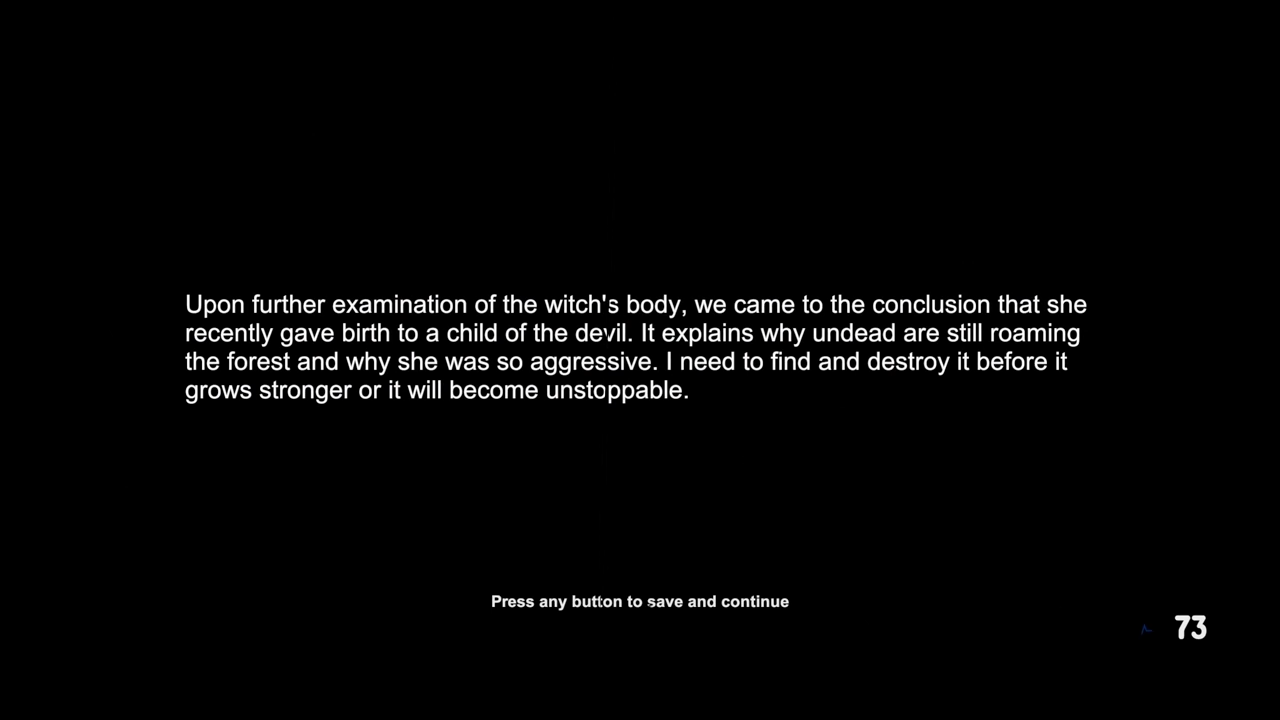 Upon further examination of the witch's body, we came to the conclusion that she
recently gave birth to a child of the devil. It explains why undead are still roaming
the forest and why she was so aggressive. I need to find and destroy it before it
grows stronger or it will become unstoppable.
Press any button to save and continue
73